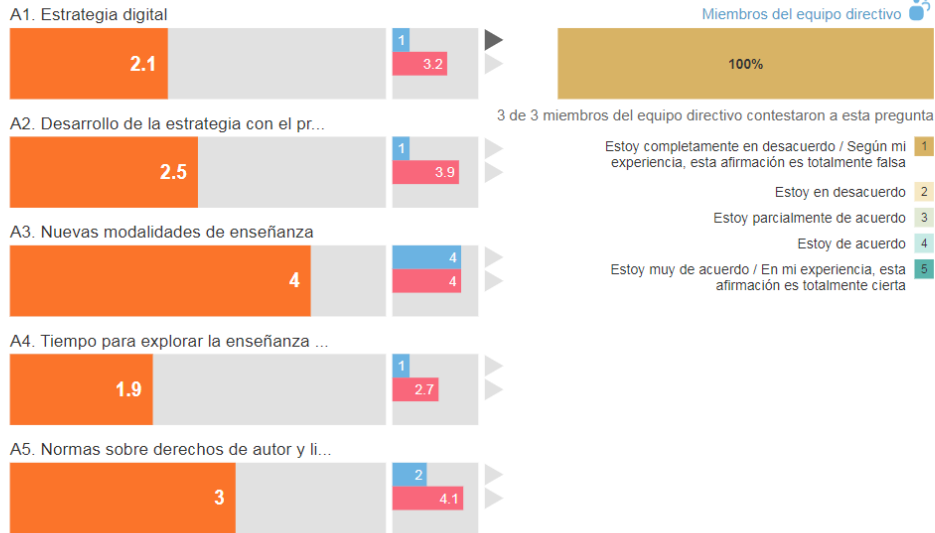 A1. Estrategia digital
2.1
1
3.2
A2. Desarrollo de la estrategia con el pr...
2.5
1
3.9
A3. Nuevas modalidades de enseñanza
4
4
4
A4. Tiempo para explorar la enseñanza ...
1.9
1
2.7
A5. Normas sobre derechos de autor y li...
3
2
4.1
Miembros del equipo directivo
100%
3 de 3 miembros del equipo directivo contestaron a esta pregunta
Estoy completamente en desacuerdo / Según mi 1
experiencia, esta afirmación es totalmente falsa
Estoy en desacuerdo 2
Estoy parcialmente de acuerdo 3
Estoy de acuerdo 4
Estoy muy de acuerdo / En mi experiencia, esta 5
afirmación es totalmente cierta